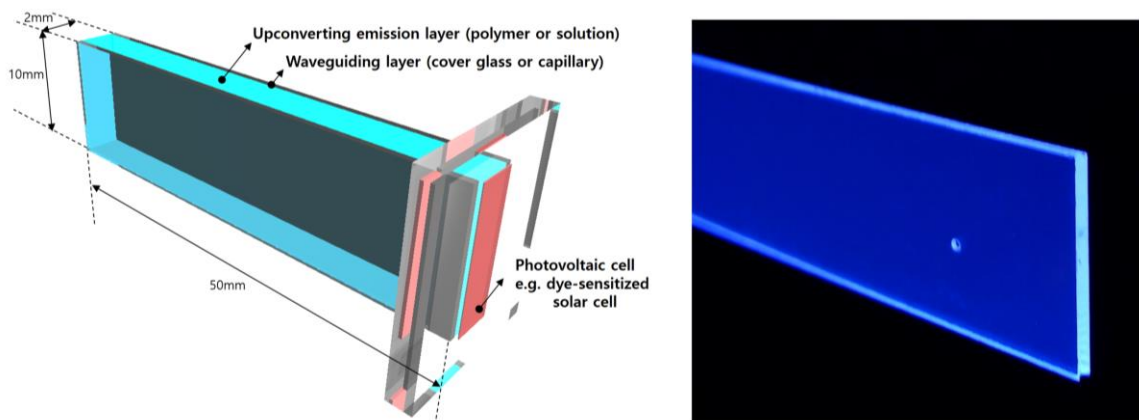 2mm
Upconverting emission layer (polymer or solution)
Waveguiding layer (cover glass or capillary)
10mm
50mm
Photovoltaic cell
e.g. dye-sensitized
solar cell